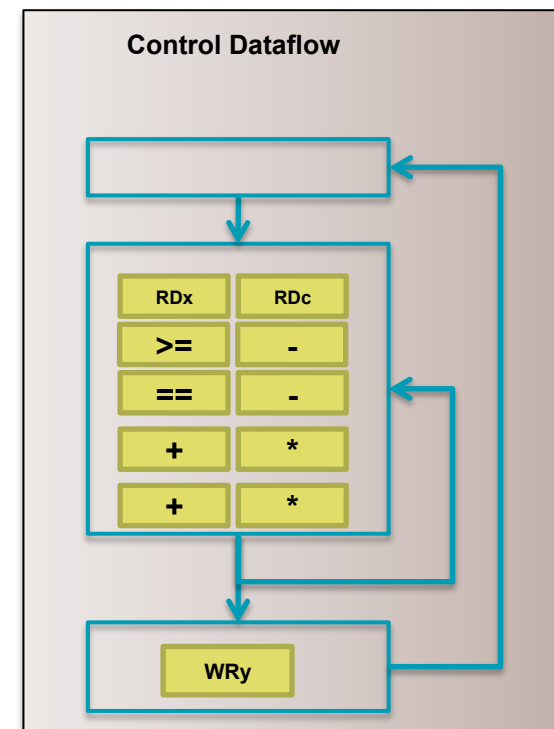 Control Dataflow
RDx RDc
>= -
== -
+ *
+ *
WRy